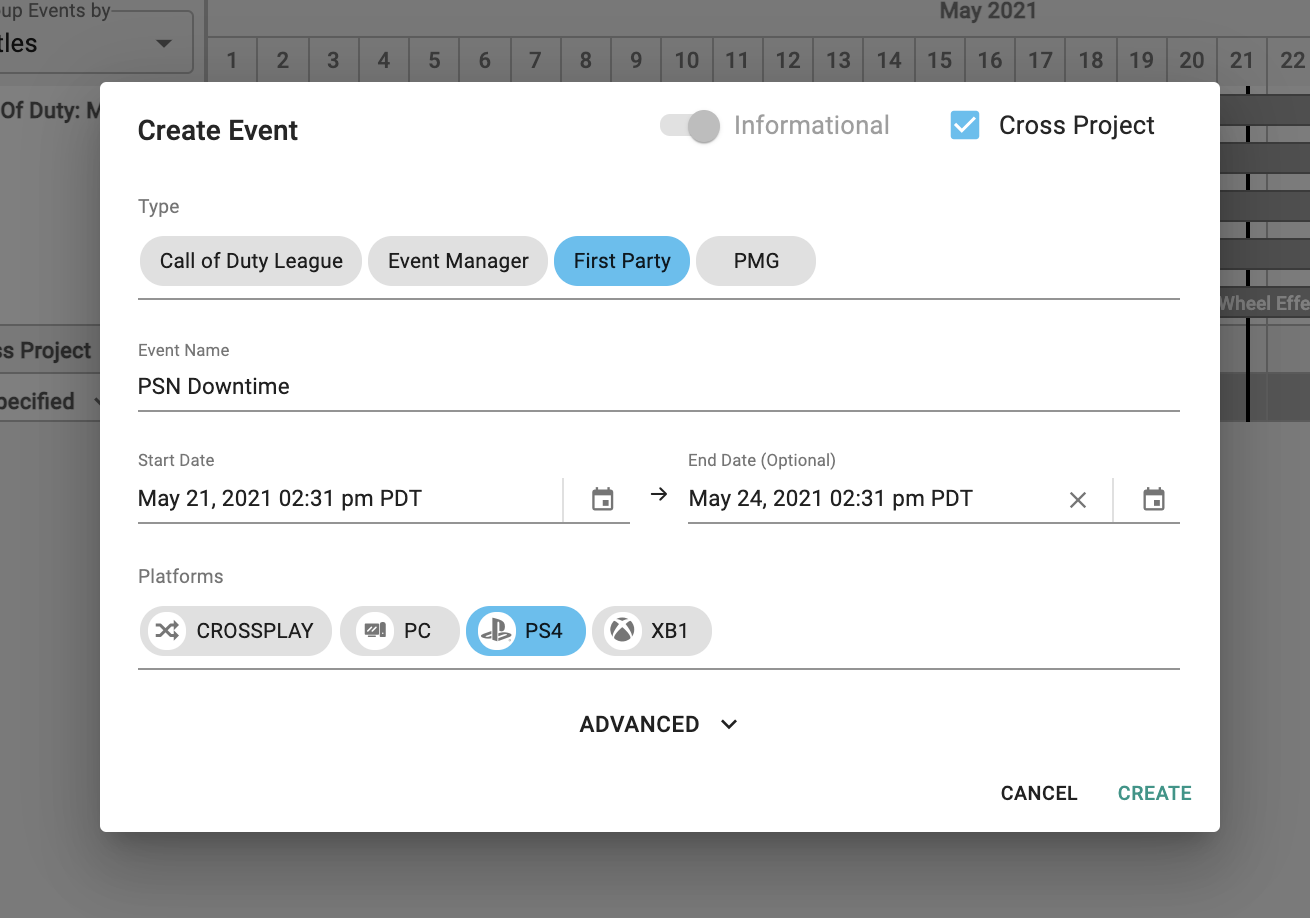 up Events by
tles
May 2021
1 2 3 4 5 6 7 8 9 10 11 12 13 14 15 16 17 18 19 20 21 22
Of Duty: M
Create Event
Informational
Cross Project
Type
Call of Duty League Event Manager First Party PMG
Wheel Effe
Event Name
ss Project
PSN Downtime
pecified
Start Date
End Date (Optional)
May 21, 2021 02:31 pm PDT → May 24, 2021 02:31 pm PDT
Platforms
CROSSPLAY PC PS4 XB1
ADVANCED
CANCEL CREATE